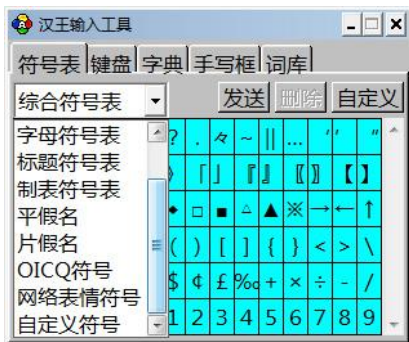 汉王输入工具
符号表 键盘 字典 手写框 词库
综合符号表 发送 删除 自定义
字母符号表 ? . 々 ~ || … ′ ′ ″
标题符号表 》 「 」 『 』 〖 〗 【 】
制表符号表
平假名 ◆ □ ■ △ ▲ ※ → ← ↑
片假名 ( ) [ ] { } < > \
OICQ符号 $ ¢ £ ‰ + × ÷ - /
网络表情符号
自定义符号 1 2 3 4 5 6 7 8 9